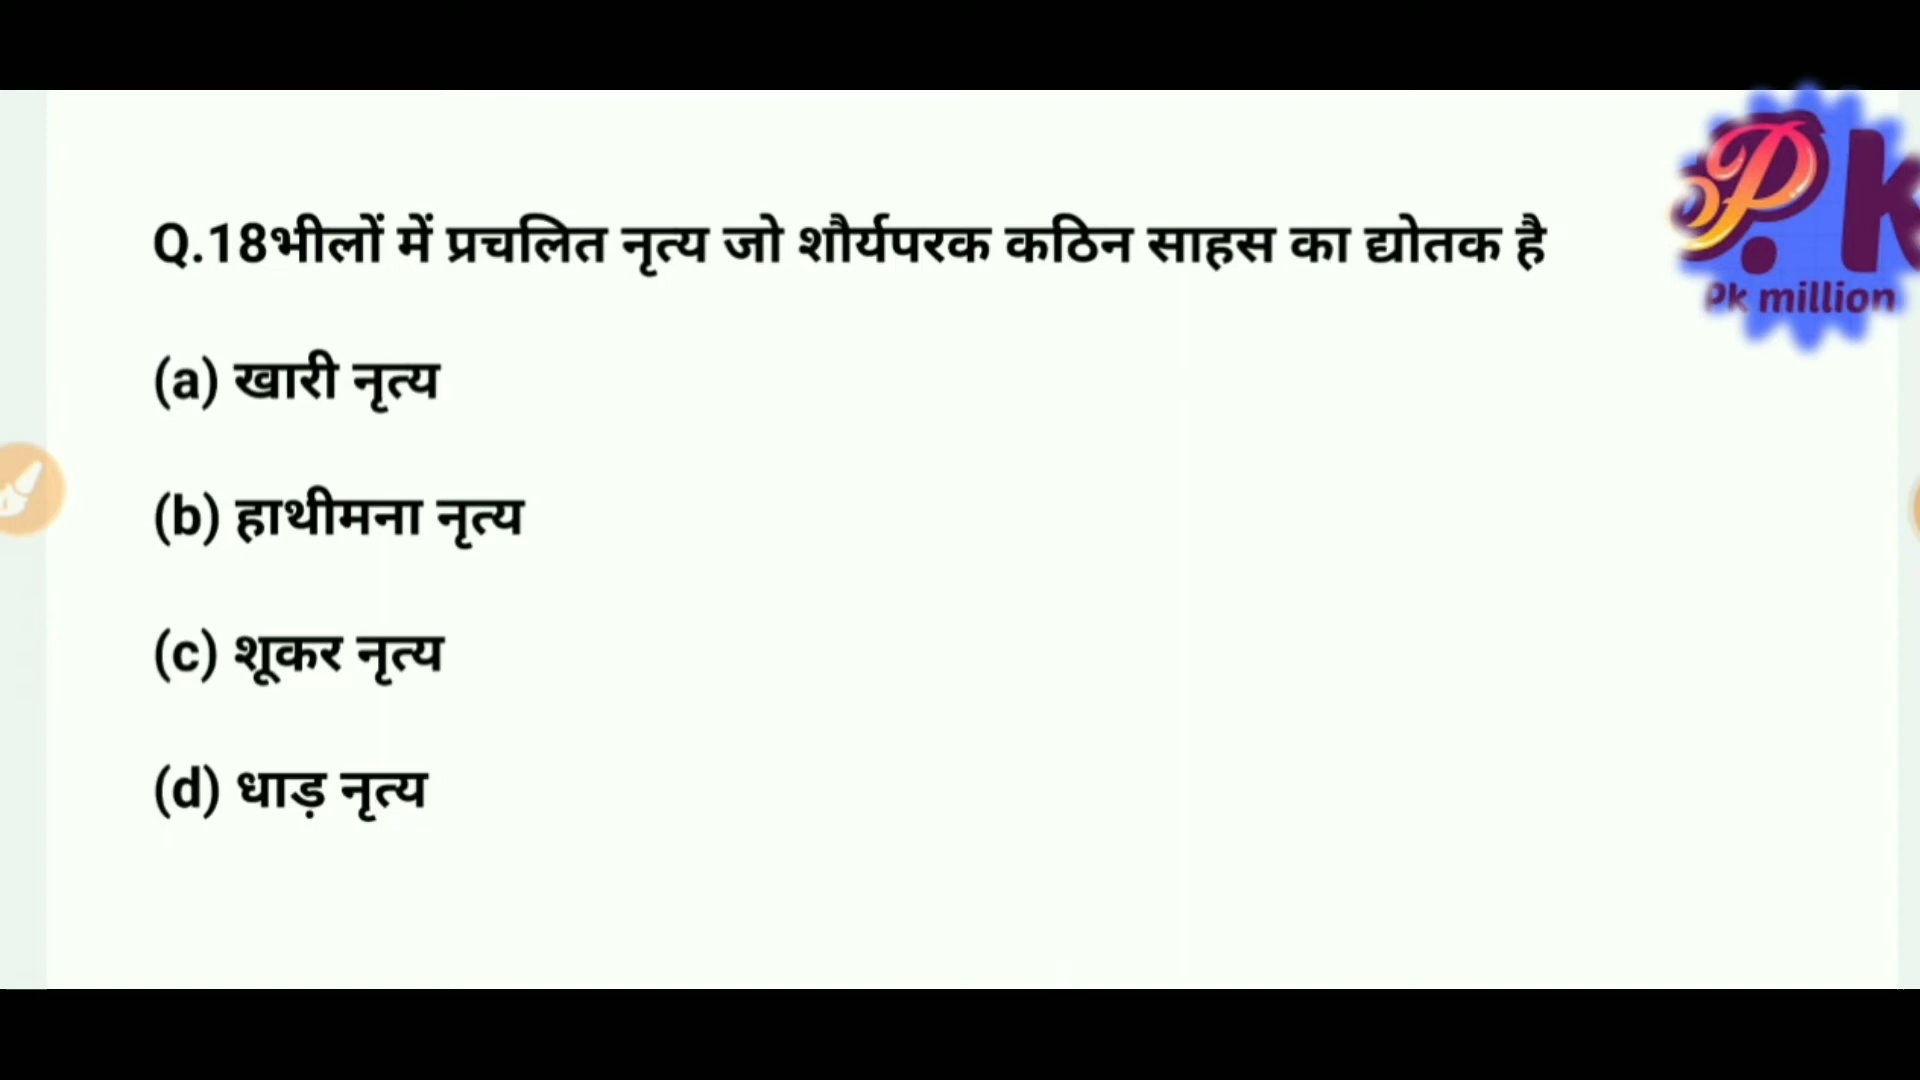 Q.18भीलों में प्रचलित नृत्य जो शौर्यपरक कठिन साहस का द्योतक है
(a) खारी नृत्य
(b) हाथीमना नृत्य
(c) शूकर नृत्य
(d) धाड़ नृत्य
P.k
Pk million